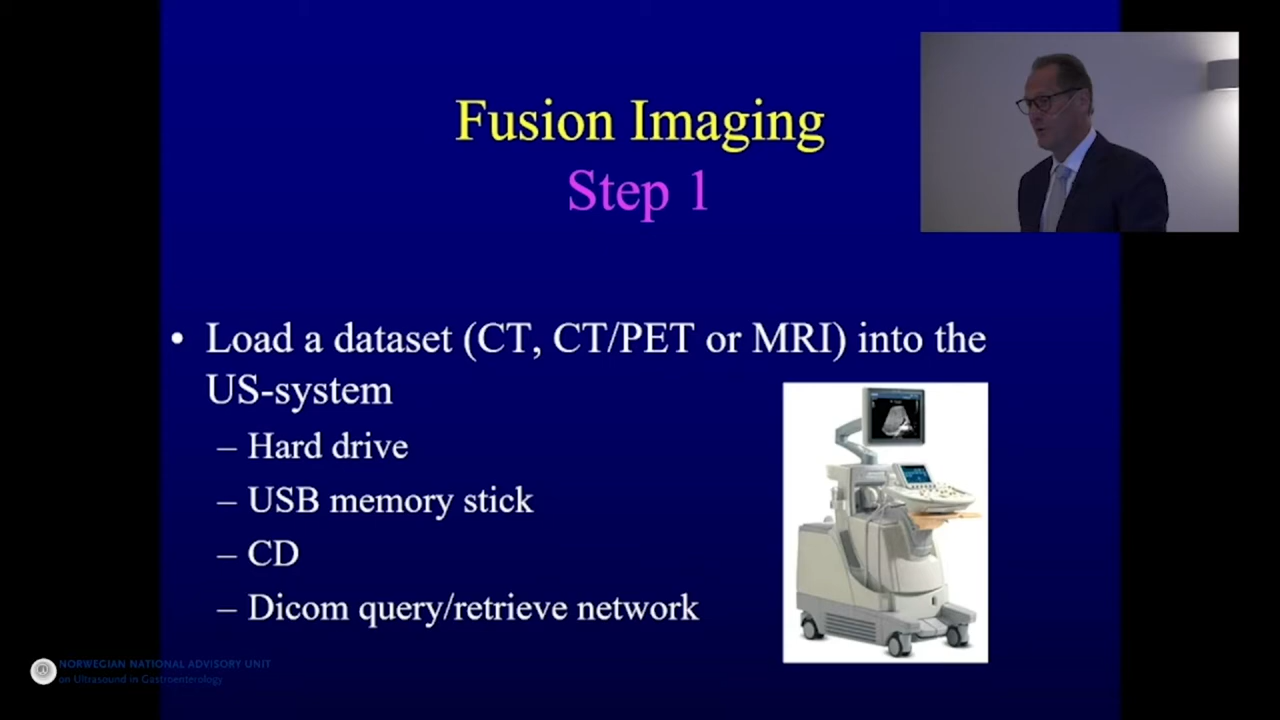 Fusion Imaging
Step 1
• Load a dataset (CT, CT/PET or MRI) into the
US-system
– Hard drive
– USB memory stick
– CD
– Dicom query/retrieve network
NORWEGIAN NATIONAL ADVISORY UNIT
on Ultrasound in Gastroenterology